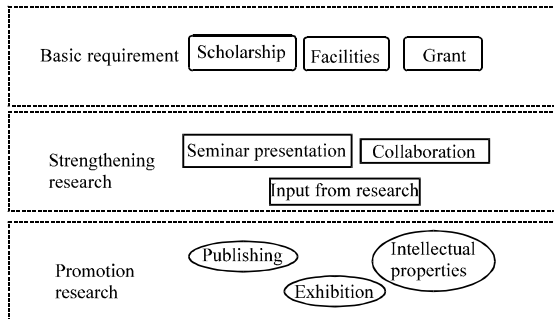 Basic requirement
Scholarship
Facilities
Grant
Strengthening
research
Seminar presentation
Collaboration
Input from research
Promotion
research
Publishing
Exhibition
Intellectual
properties